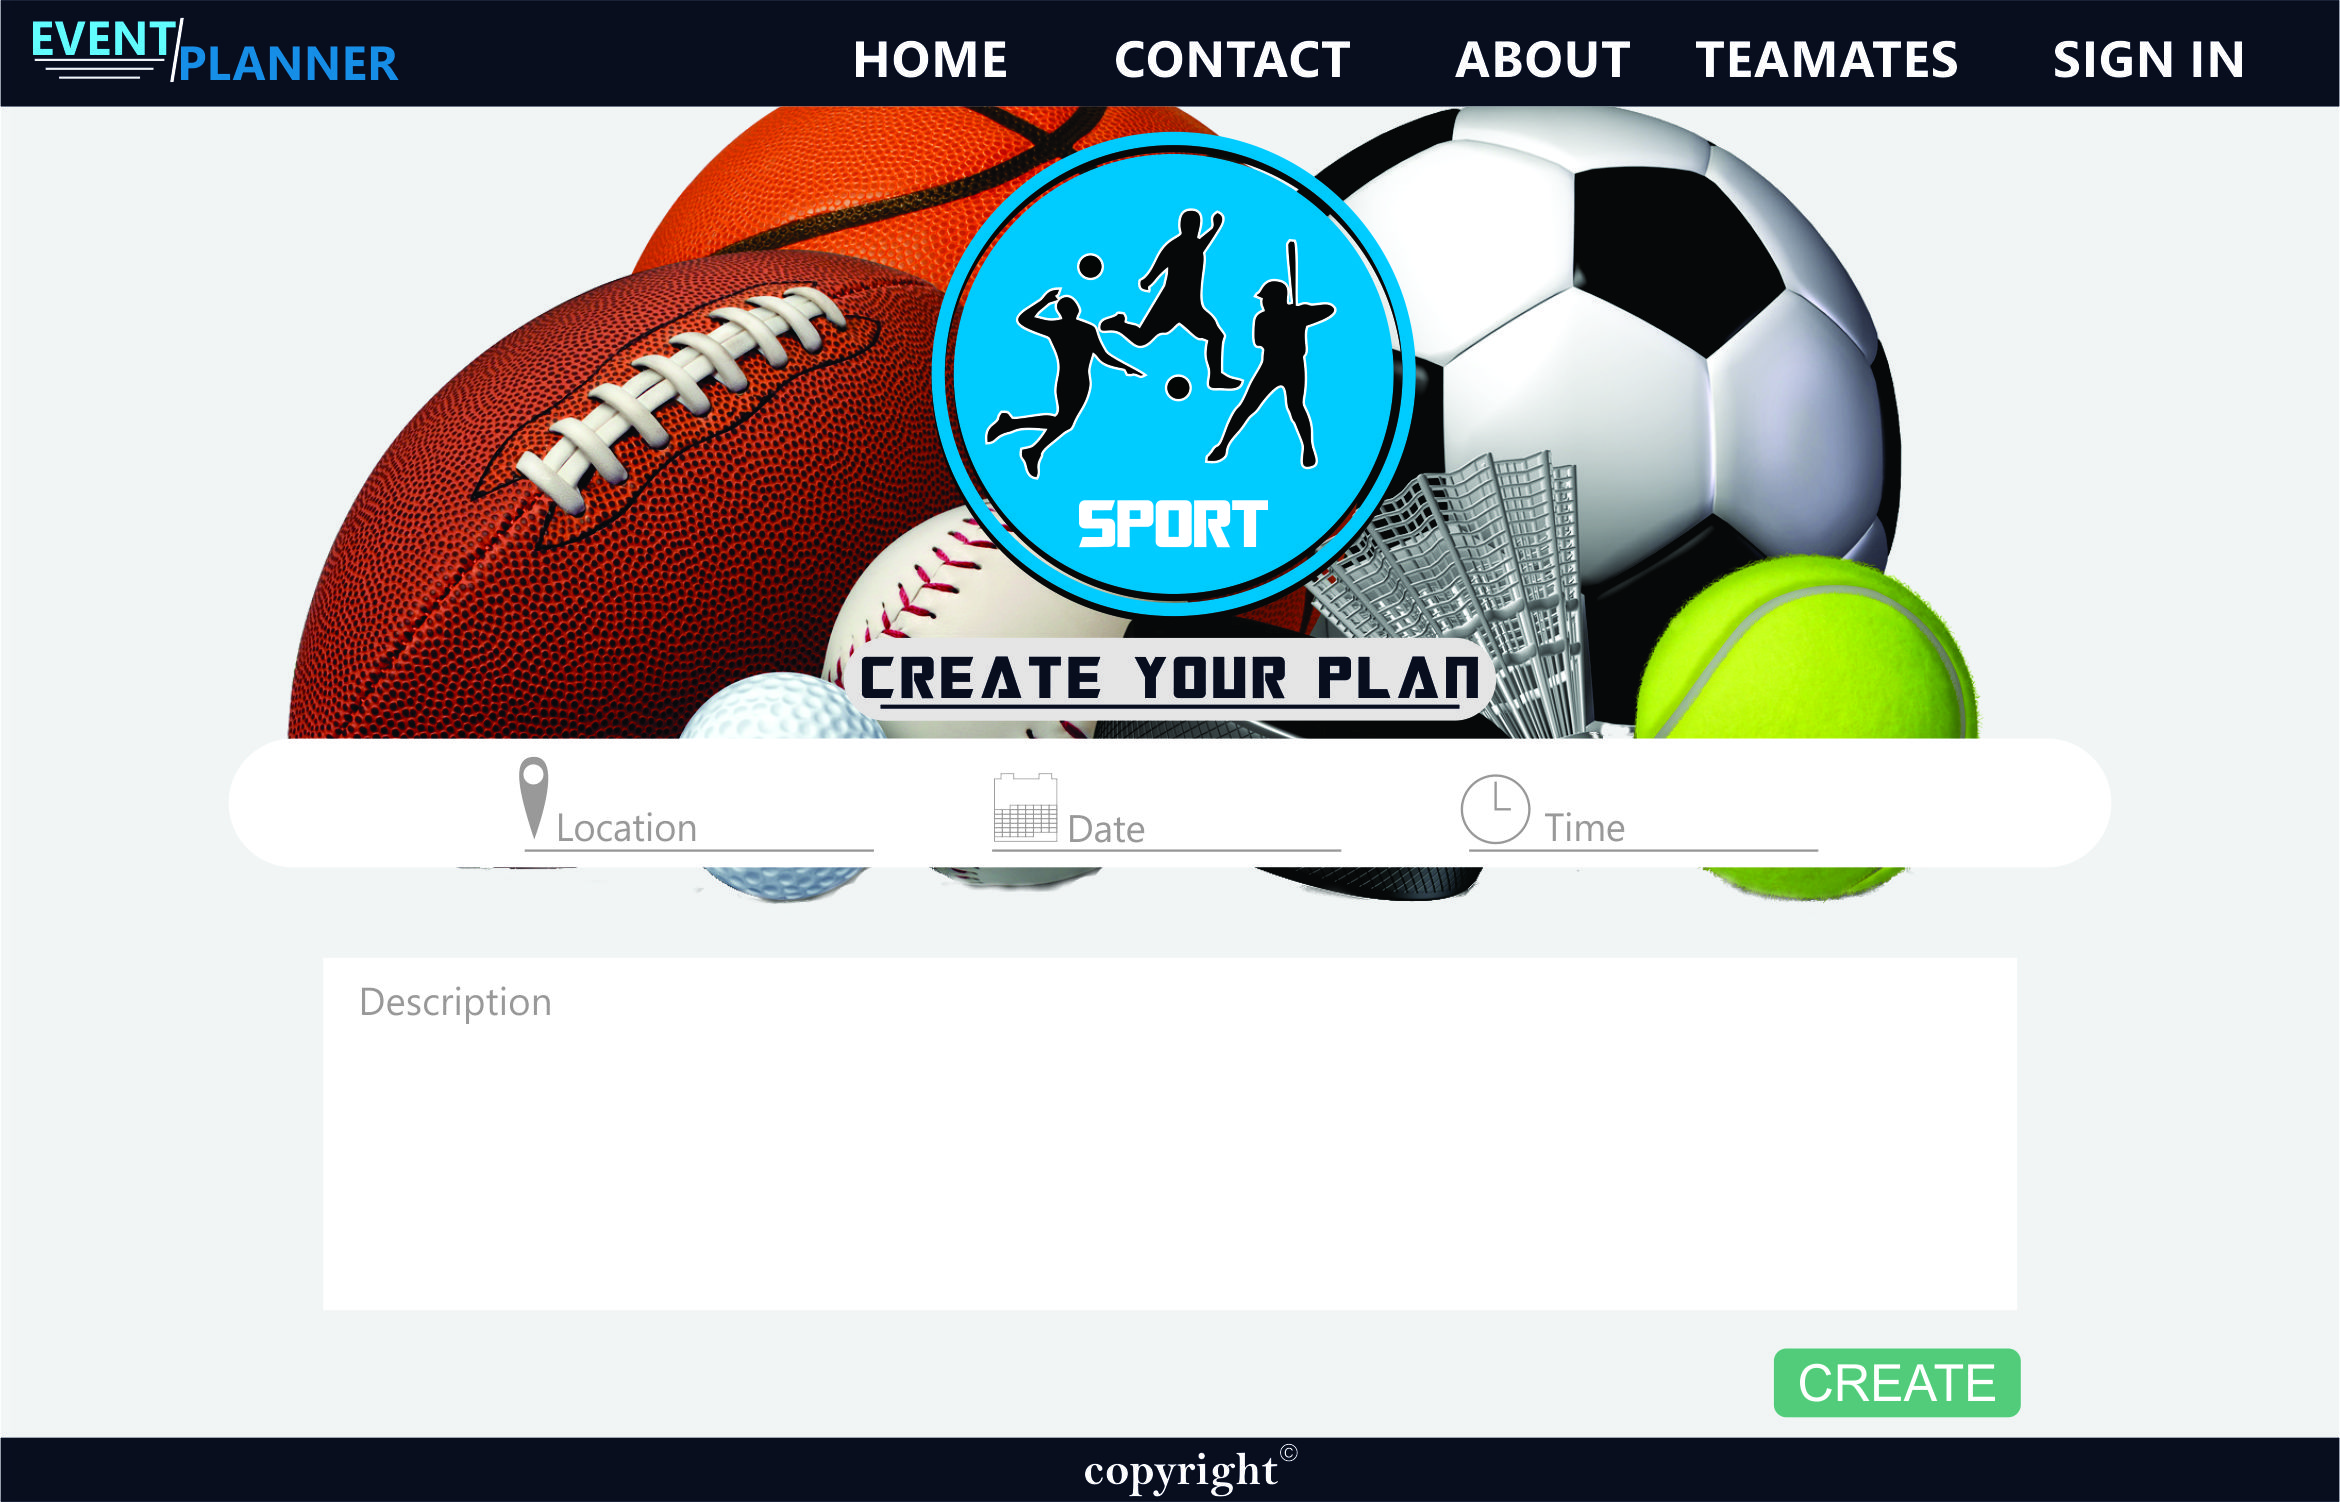 EVENT/PLANNER
HOME CONTACT ABOUT TEAMATES SIGN IN
SPORT
CREATE YOUR PLAN
Location Date Time
Description
CREATE
copyright©